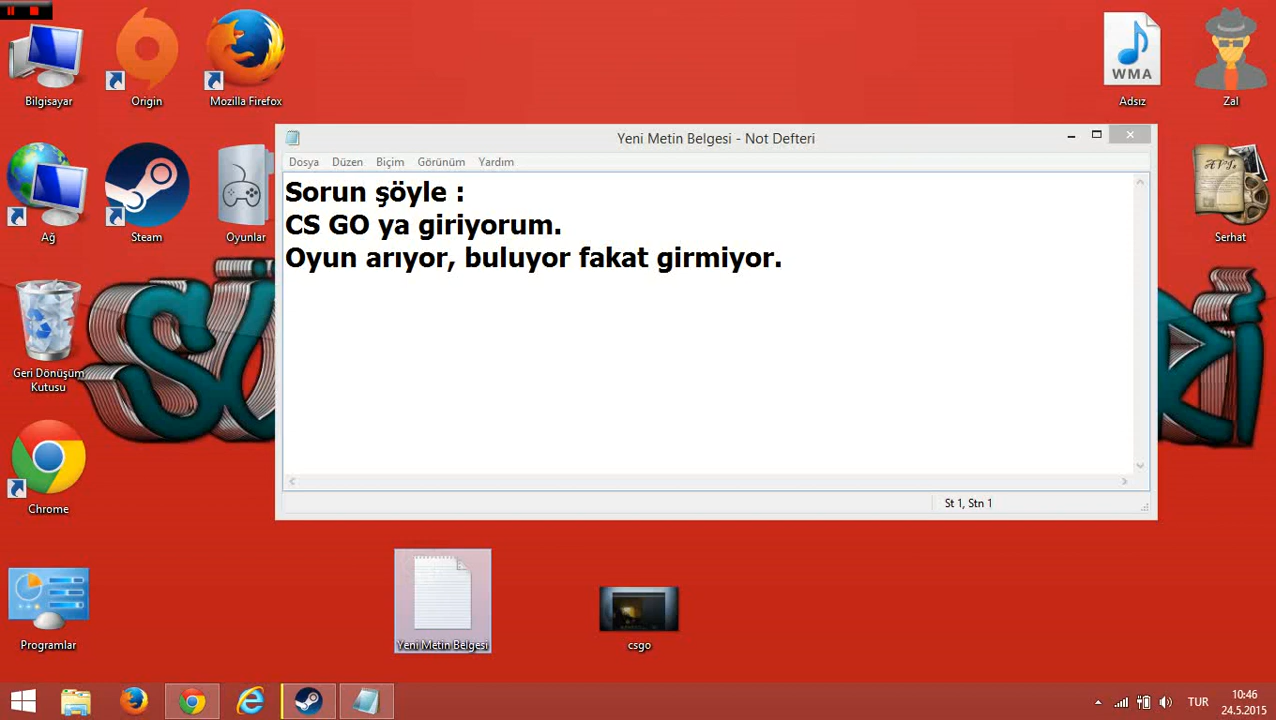 Bilgisayar
Origin
Mozilla Firefox
WMA
Adsız
Zal
Ağ
Steam
Oyunlar
Serhat
Geri Dönüşüm
Kutusu
Chrome
Programlar
Yeni Metin Belgesi - Not Defteri
Dosya Düzen Biçim Görünüm Yardım
Sorun şöyle :
CS GO ya giriyorum.
Oyun arıyor, buluyor fakat girmiyor.
St 1, Stn 1
Yeni Metin Belgesi
csgo
TUR
10:46
24.5.2015